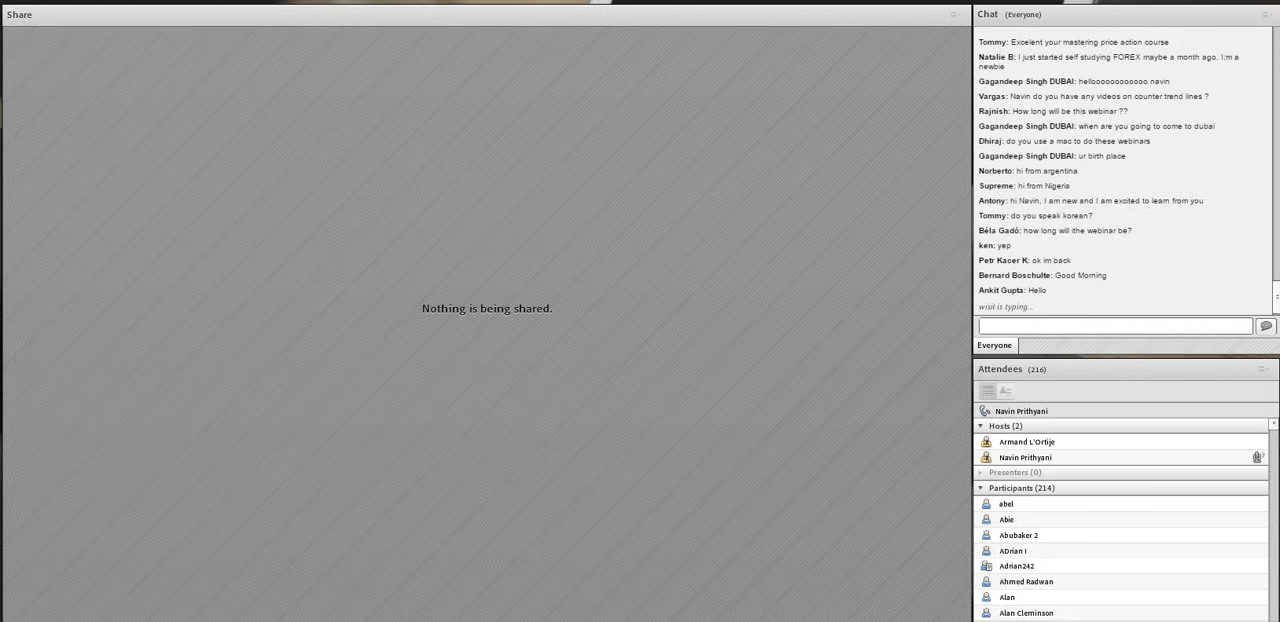 Share
Nothing is being shared.
Chat (Everyone)
Tommy: Excelent your mastering price action course
Natalie B: I just started self studying FOREX maybe a month ago. I;m a
newbie
Gagandeep Singh DUBAI: helloooooooooooo navin
Vargas: Navin do you have any videos on counter trend lines ?
Rajnish: How long will be this webinar ??
Gagandeep Singh DUBAI: when are you going to come to dubai
Dhiraj: do you use a mac to do these webinars
Gagandeep Singh DUBAI: ur birth place
Norberto: hi from argentina
Supreme: hi from Nigeria
Antony: hi Navin, I am new and I am excited to learn from you
Tommy: do you speak korean?
Béla Gadó: how long will ithe webinar be?
ken: yep
Petr Kacer K: ok im back
Bernard Boschulte: Good Morning
Ankit Gupta: Hello
wisit is typing...
Everyone
Attendees (216)
Navin Prithyani
Hosts (2)
Armand L'Ortije
Navin Prithyani
Presenters (0)
Participants (214)
abel
Abie
Abubaker 2
ADrian I
Adrian242
Ahmed Radwan
Alan
Alan Cleminson